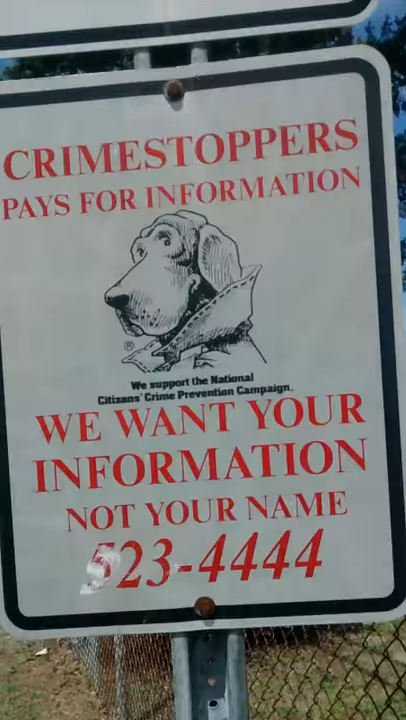 CRIMESTOPPERS
PAYS FOR INFORMATION
®
We support the National
Citizens' Crime Prevention Campaign.
WE WANT YOUR
INFORMATION
NOT YOUR NAME
523-4444